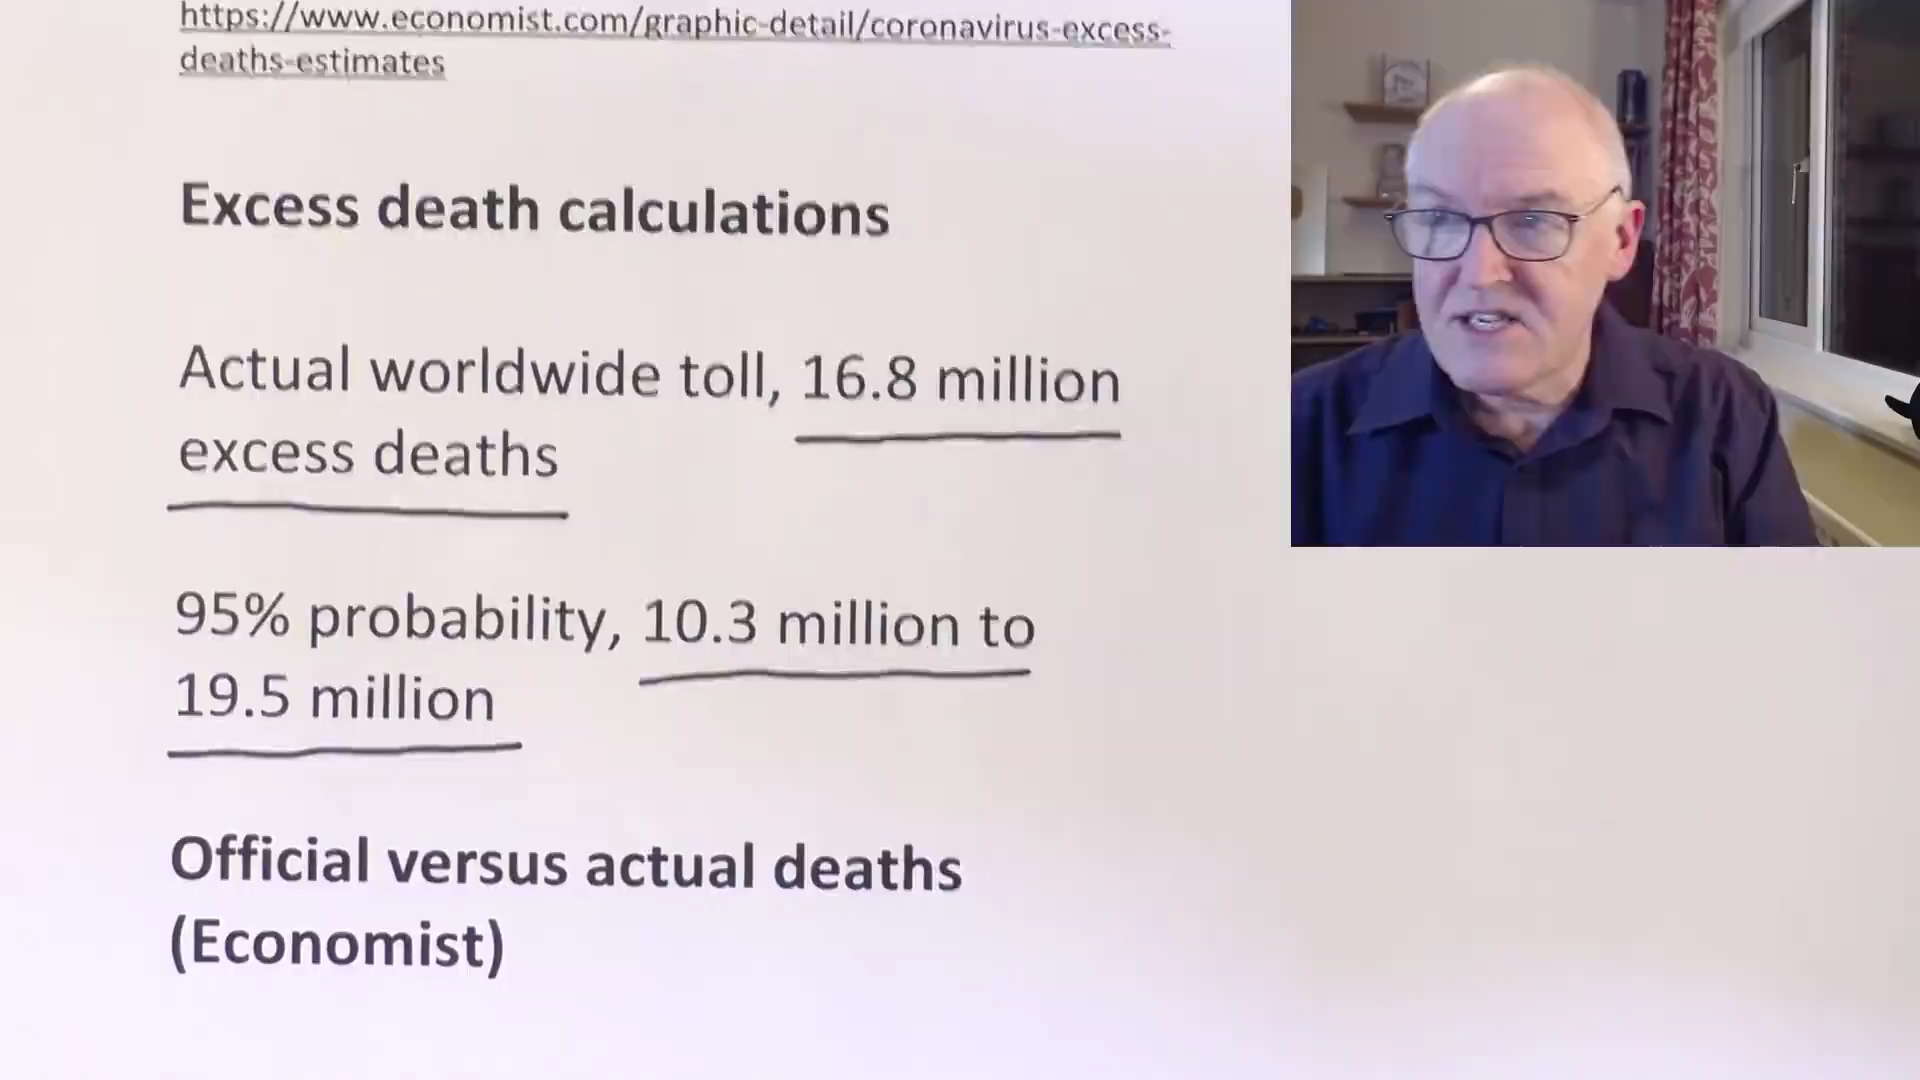 https://www.economist.com/graphic-detail/coronavirus-excess-
deaths-estimates
Excess death calculations
Actual worldwide toll, 16.8 million
excess deaths
95% probability, 10.3 million to
19.5 million
Official versus actual deaths
(Economist)